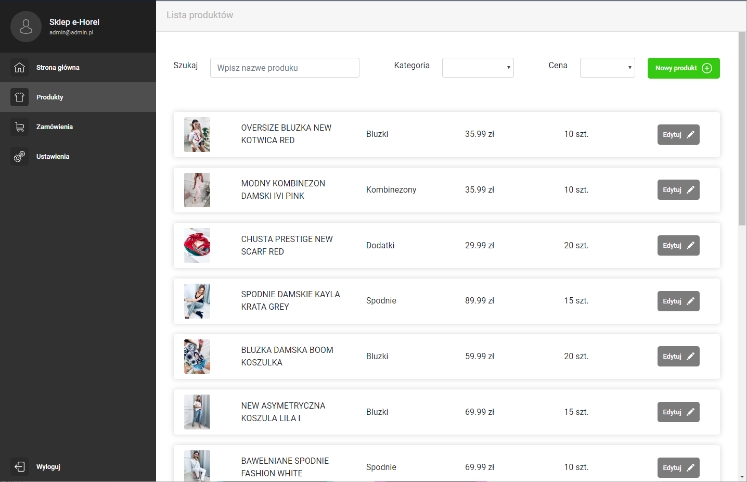 Sklep e-Horel
admin@admin.pl
Strona główna
Produkty
Zamówienia
Ustawienia
Wyloguj
Lista produktów
Szukaj
Wpisz nazwe produku
Kategoria
Cena
Nowy produkt
OVERSIZE BLUZKA NEW
KOTWICA RED
Bluzki
35.99 zł
10 szt.
Edytuj
MODNY KOMBINEZON
DAMSKI IVI PINK
Kombinezony
35.99 zł
10 szt.
Edytuj
CHUSTA PRESTIGE NEW
SCARF RED
Dodatki
29.99 zł
20 szt.
Edytuj
SPODNIE DAMSKIE KAYLA
KRATA GREY
Spodnie
89.99 zł
15 szt.
Edytuj
BLUZKA DAMSKA BOOM
KOSZULKA
Bluzki
59.99 zł
20 szt.
Edytuj
NEW ASYMETRYCZNA
KOSZULA LILA I
Bluzki
69.99 zł
15 szt.
Edytuj
BAWEŁNIANE SPODNIE
FASHION WHITE
Spodnie
69.99 zł
10 szt.
Edytuj